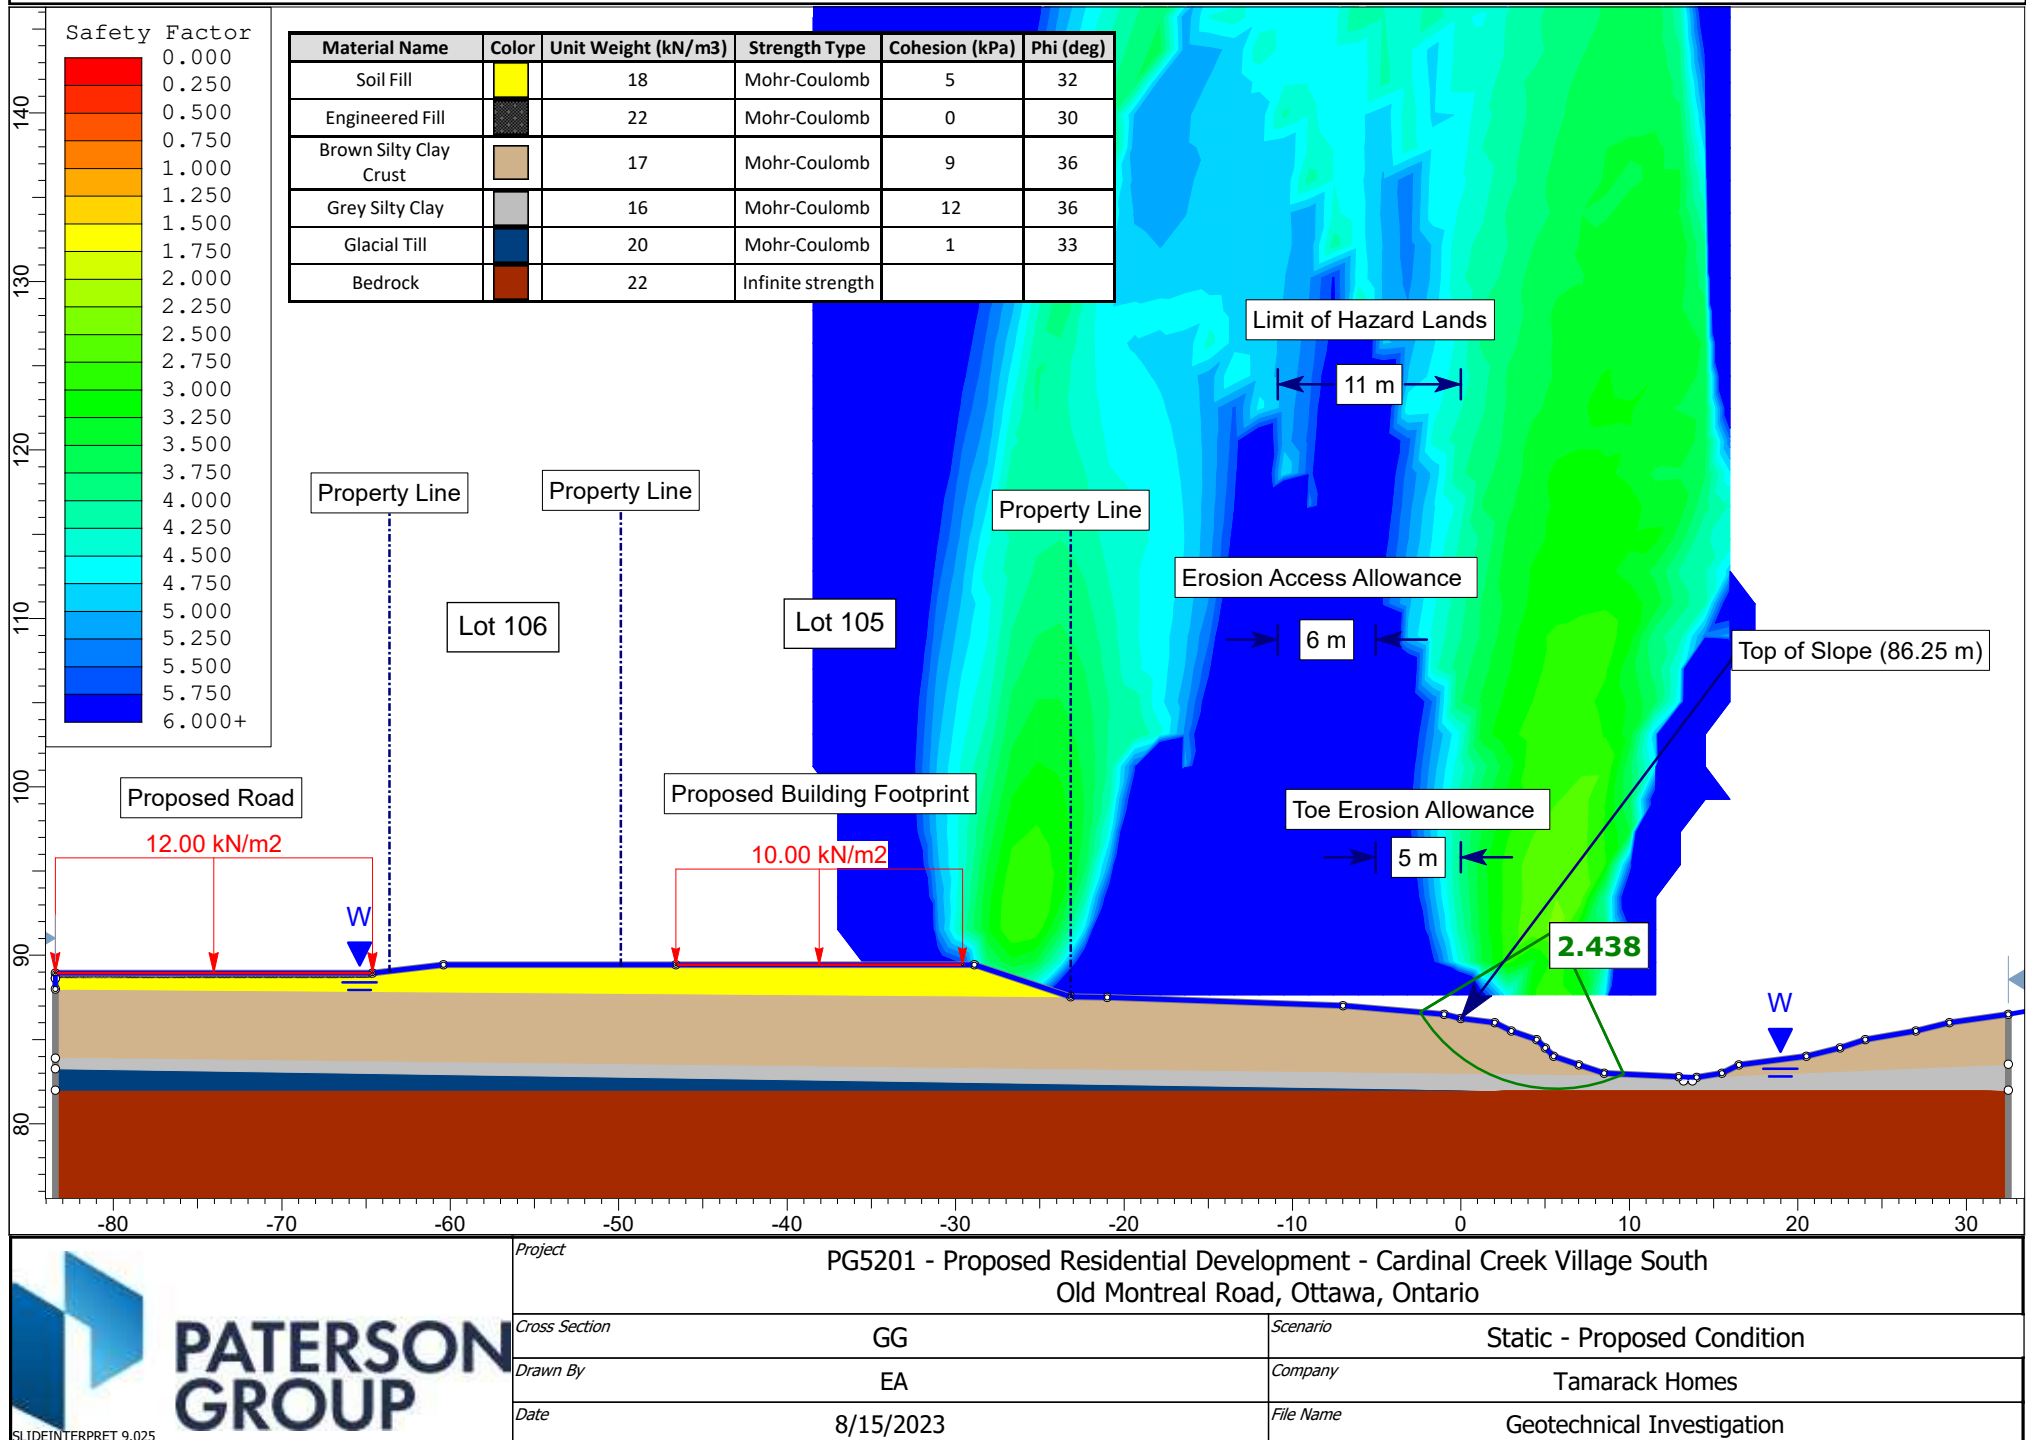 Safety Factor
0.000
0.250
0.500
0.750
1.000
1.250
1.500
1.750
2.000
2.250
2.500
2.750
3.000
3.250
3.500
3.750
4.000
4.250
4.500
4.750
5.000
5.250
5.500
5.750
6.000+
Material Name Color Unit Weight (kN/m3) Strength Type Cohesion (kPa) Phi (deg)
Soil Fill 18 Mohr-Coulomb 5 32
Engineered Fill 22 Mohr-Coulomb 0 30
Brown Silty Clay
Crust 17 Mohr-Coulomb 9 36
Grey Silty Clay 16 Mohr-Coulomb 12 36
Glacial Till 20 Mohr-Coulomb 1 33
Bedrock 22 Infinite strength
140
130
120
110
100
90
80
Limit of Hazard Lands
11 m
Property Line
Property Line
Property Line
Erosion Access Allowance
6 m
Lot 106
Lot 105
Top of Slope (86.25 m)
Proposed Road
12.00 kN/m2
Proposed Building Footprint
10.00 kN/m2
Toe Erosion Allowance
5 m
W
2.438
W
-80 -70 -60 -50 -40 -30 -20 -10 0 10 20 30
PATERSON
GROUP
SLIDEINTERPRET 9.025
Project
PG5201 - Proposed Residential Development - Cardinal Creek Village South
Old Montreal Road, Ottawa, Ontario
Cross Section GG
Scenario Static - Proposed Condition
Drawn By EA
Company Tamarack Homes
Date 8/15/2023
File Name Geotechnical Investigation